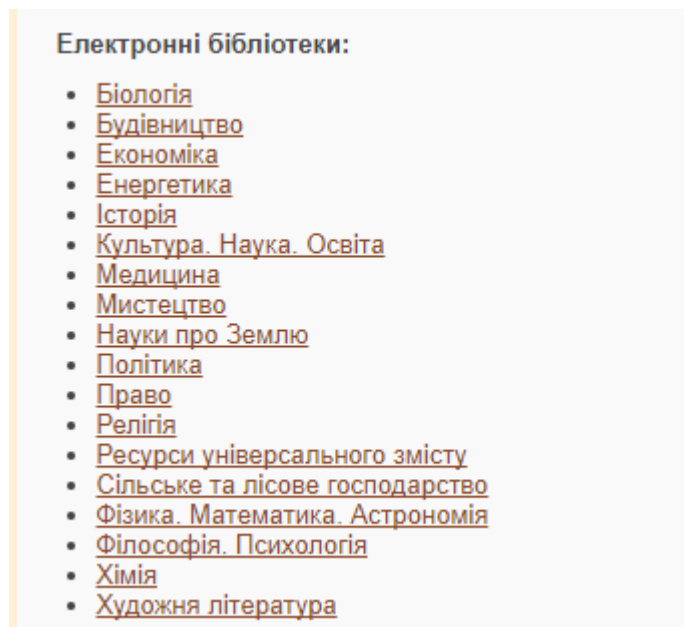 Електронні бібліотеки:
Біологія
Будівництво
Економіка
Енергетика
Історія
Культура. Наука. Освіта
Медицина
Мистецтво
Науки про Землю
Політика
Право
Релігія
Ресурси універсального змісту
Сільське та лісове господарство
Фізика. Математика. Астрономія
Філософія. Психологія
Хімія
Художня література